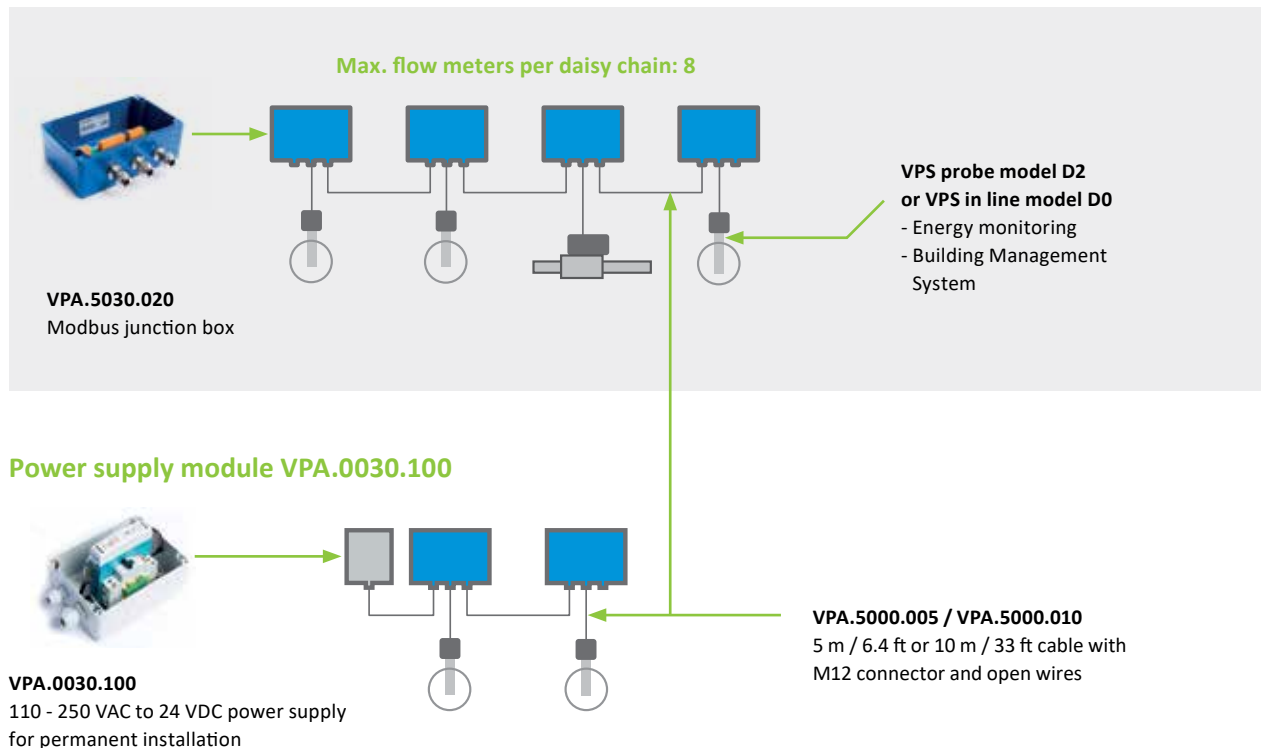 Max. flow meters per daisy chain: 8
VPS probe model D2
or VPS in line model D0
- Energy monitoring
- Building Management
System
VPA.5030.020
Modbus junction box
Power supply module VPA.0030.100
VPA.5000.005 / VPA.5000.010
5 m / 6.4 ft or 10 m / 33 ft cable with
M12 connector and open wires
VPA.0030.100
110 - 250 VAC to 24 VDC power supply
for permanent installation